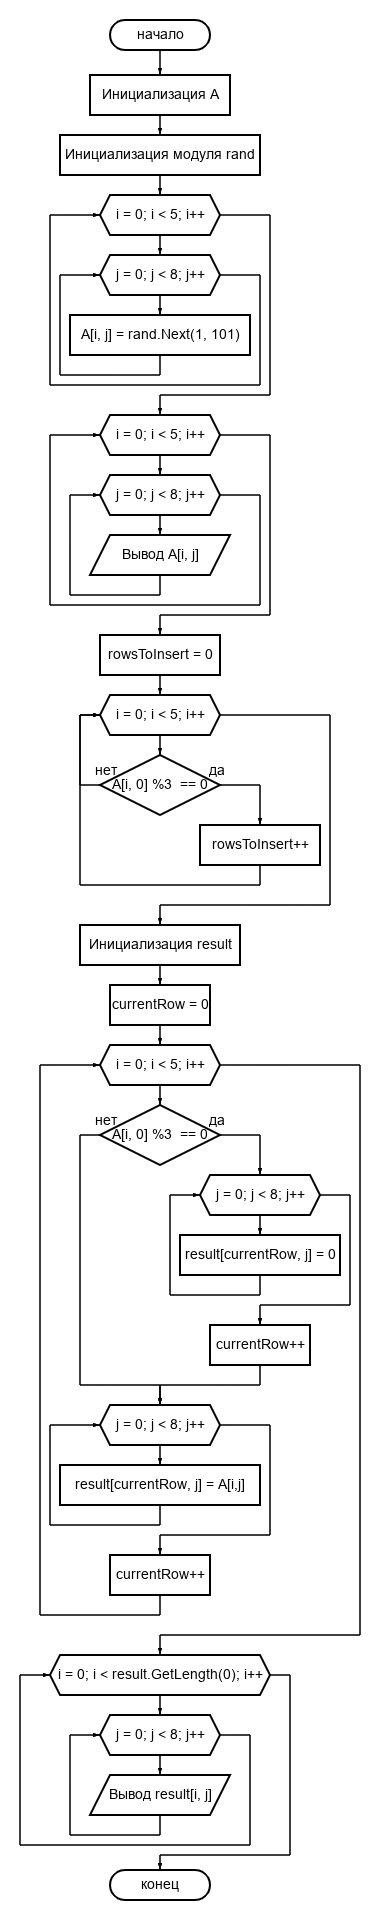 начало
Инициализация A
Инициализация модуля rand
i = 0; i < 5; i++
j = 0; j < 8; j++
A[i, j] = rand.Next(1, 101)
i = 0; i < 5; i++
j = 0; j < 8; j++
Вывод A[i, j]
rowsToInsert = 0
i = 0; i < 5; i++
нет
да
A[i, 0] %3  == 0
rowsToInsert++
Инициализация result
currentRow = 0
i = 0; i < 5; i++
нет
да
A[i, 0] %3  == 0
j = 0; j < 8; j++
result[currentRow, j] = 0
currentRow++
j = 0; j < 8; j++
result[currentRow, j] = A[i,j]
currentRow++
i = 0; i < result.GetLength(0); i++
j = 0; j < 8; j++
Вывод result[i, j]
конец